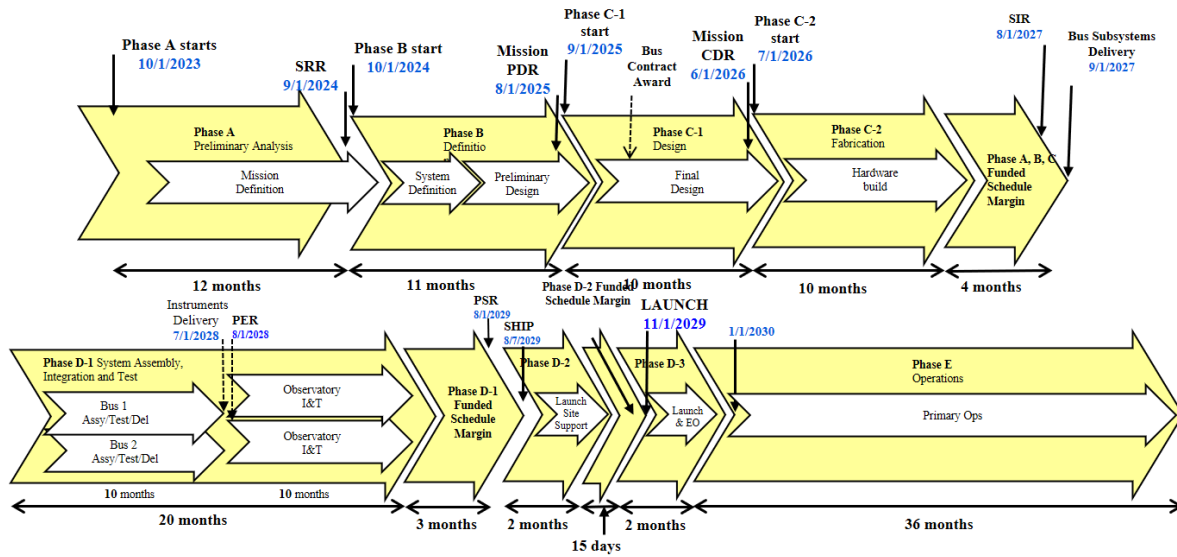 Phase A starts
10/1/2023
SRR
9/1/2024
Phase B start
10/1/2024
Mission
PDR
8/1/2025
Phase C-1
start
9/1/2025
Bus
Contract
Award
Mission
CDR
6/1/2026
Phase C-2
start
7/1/2026
SIR
8/1/2027
Bus Subsystems
Delivery
9/1/2027
Phase A
Preliminary Analysis
Mission
Definition
Phase B
Definitio
System
Definition
Preliminary
Design
Phase C-1
Design
Final
Design
Phase C-2
Fabrication
Hardware
build
Phase A, B, C
Funded
Schedule
Margin
12 months
11 months
10 months
10 months
4 months
Instruments
Delivery
7/1/2028
PER
8/1/2028
PSR
8/1/2029
SHIP
8/7/2029
Phase D-2 Funded
Schedule Margin
LAUNCH
11/1/2029
1/1/2030
Phase D-1 System Assembly,
Integration and Test
Bus 1
Assy/Test/Del
Bus 2
Assy/Test/Del
Observatory
I&T
Observatory
I&T
Phase D-1
Funded
Schedule
Margin
Phase D-2
Launch
Site
Support
Phase D-3
Launch
& EO
Phase E
Operations
Primary Ops
10 months
10 months
20 months
3 months
2 months
15 days
2 months
36 months